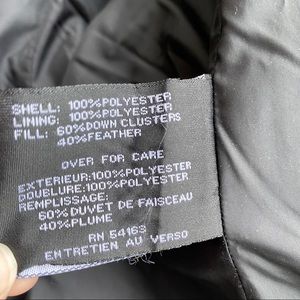 SHELL: 100%POLYESTER
LINING: 100%POLYESTER
FILL: 60%DOWN CLUSTERS
40%FEATHER
OVER FOR CARE
EXTERIEUR:100%POLYESTER
DOUBLURE:100%POLYESTER
REMPLISSAGE:
60%DUVET DE FAISCEAU
40%PLUME
RN 54163
ENTRETIEN AU VERSO